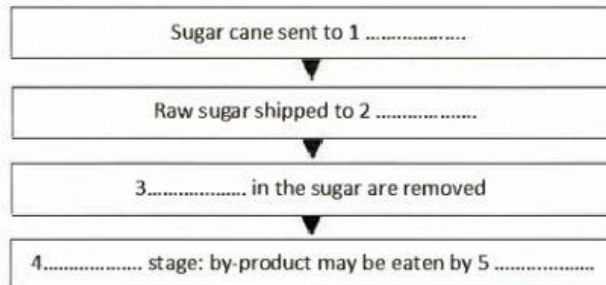 Sugar cane sent to 1 ....................
Raw sugar shipped to 2 ....................
3.................... in the sugar are removed
4.................... stage: by-product may be eaten by 5 ....................